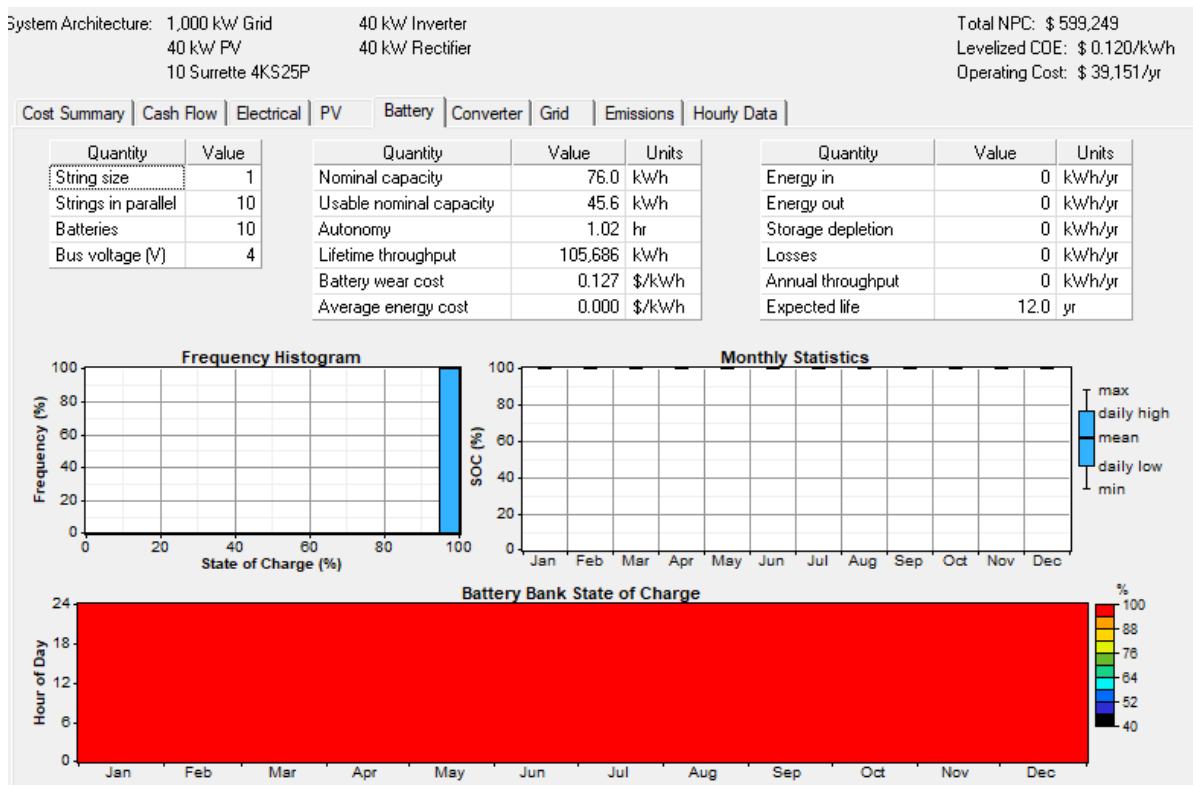 System Architecture: 1,000 kW Grid 40 kW Inverter Total NPC: $ 599,249
40 kW PV 40 kW Rectifier Levelized COE: $ 0.120/kWh
10 Surrette 4KS25P Operating Cost: $ 39,151/yr
Cost Summary Cash Flow Electrical PV Battery Converter Grid Emissions Hourly Data
Quantity Value Quantity Value Units Quantity Value Units
String size 1 Nominal capacity 76.0 kWh Energy in 0 kWh/yr
Strings in parallel 10 Usable nominal capacity 45.6 kWh Energy out 0 kWh/yr
Batteries 10 Autonomy 1.02 hr Storage depletion 0 kWh/yr
Bus voltage (V) 4 Lifetime throughput 105,686 kWh Losses 0 kWh/yr
Battery wear cost 0.127 $/kWh Annual throughput 0 kWh/yr
Average energy cost 0.000 $/kWh Expected life 12.0 yr
Frequency Histogram
Frequency (%)
100
80
60
40
20
0
0 20 40 60 80 100
State of Charge (%)
Monthly Statistics
SOC (%)
100
80
60
40
20
0
Jan Feb Mar Apr May Jun Jul Aug Sep Oct Nov Dec
max
daily high
mean
daily low
min
Battery Bank State of Charge
Hour of Day
24
18
12
6
0
Jan Feb Mar Apr May Jun Jul Aug Sep Oct Nov Dec
%
100
88
76
64
52
40